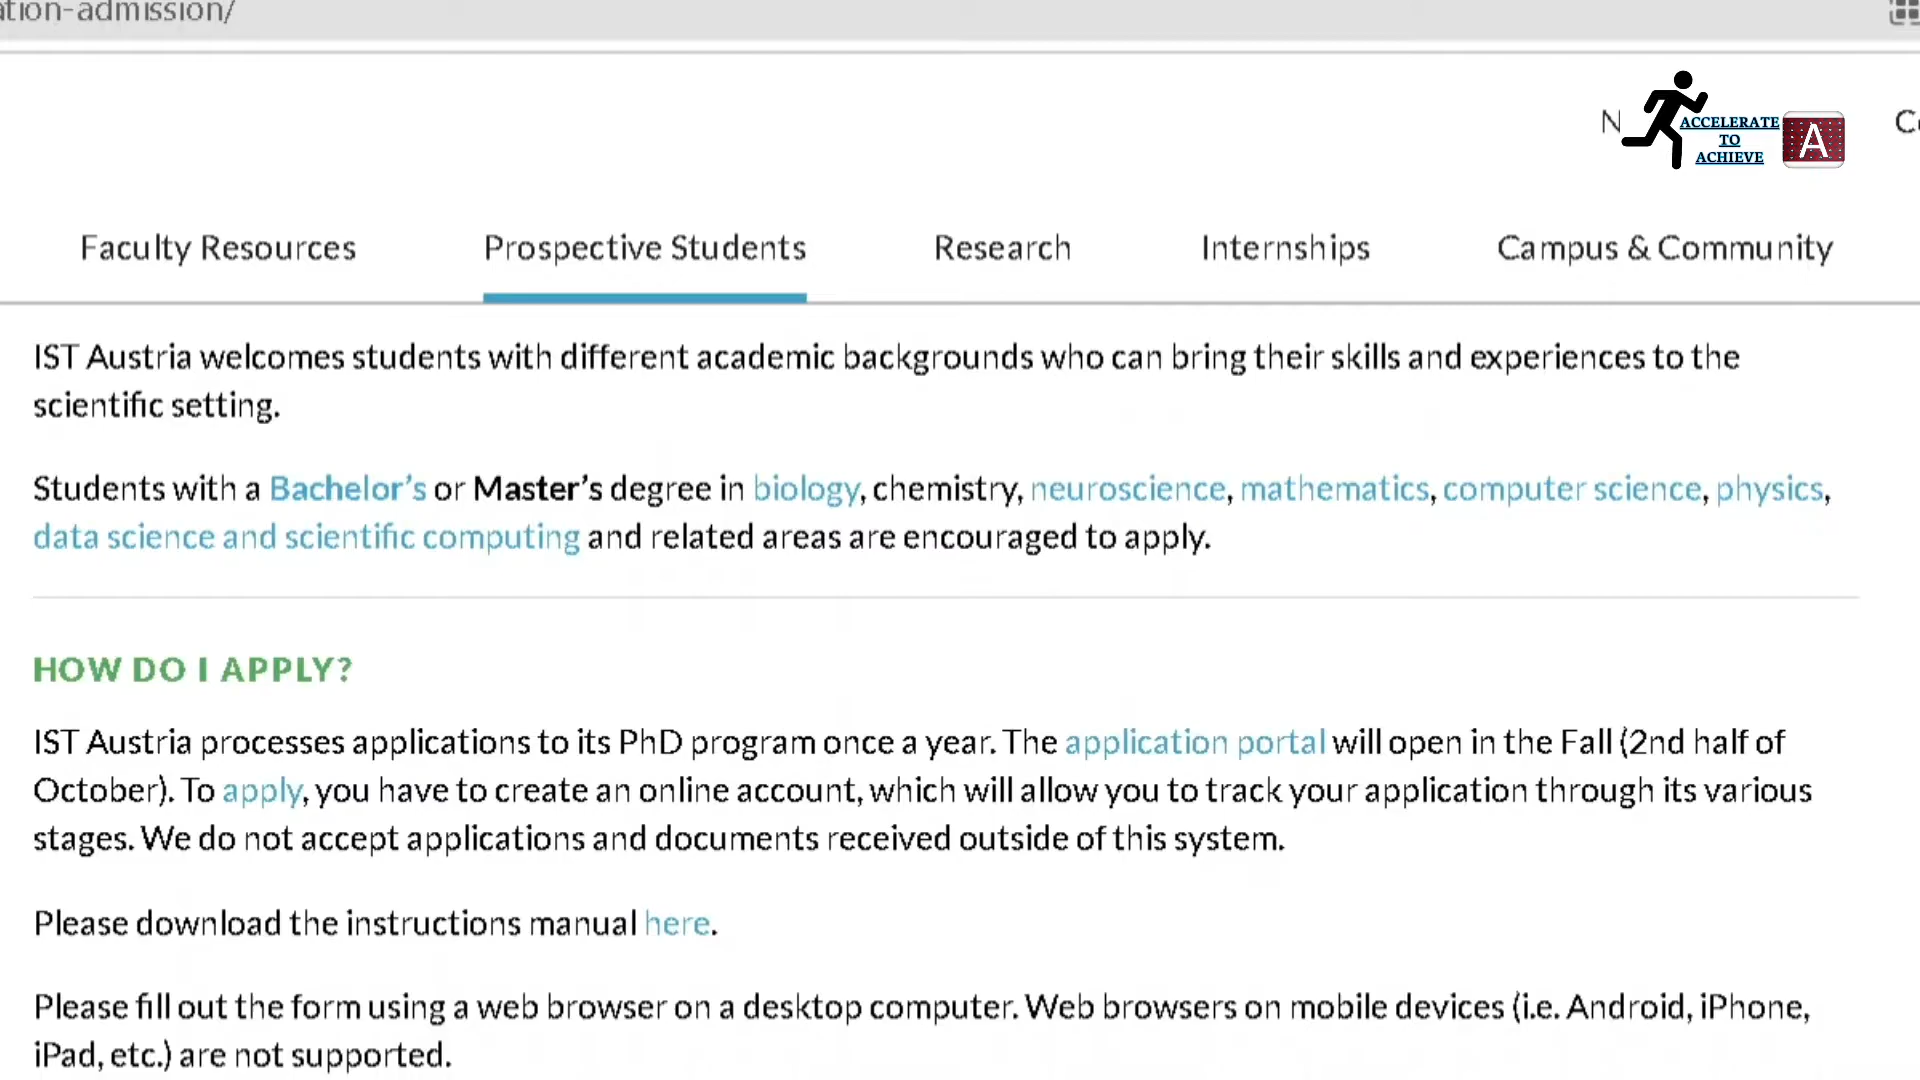 ation-admission/
N
ACCELERATE
TO
ACHIEVE
A
Faculty Resources
Prospective Students
Research
Internships
Campus & Community
IST Austria welcomes students with different academic backgrounds who can bring their skills and experiences to the
scientific setting.
Students with a Bachelor's or Master's degree in biology, chemistry, neuroscience, mathematics, computer science, physics,
data science and scientific computing and related areas are encouraged to apply.
HOW DO I APPLY?
IST Austria processes applications to its PhD program once a year. The application portal will open in the Fall (2nd half of
October). To apply, you have to create an online account, which will allow you to track your application through its various
stages. We do not accept applications and documents received outside of this system.
Please download the instructions manual here.
Please fill out the form using a web browser on a desktop computer. Web browsers on mobile devices (i.e. Android, iPhone,
iPad, etc.) are not supported.